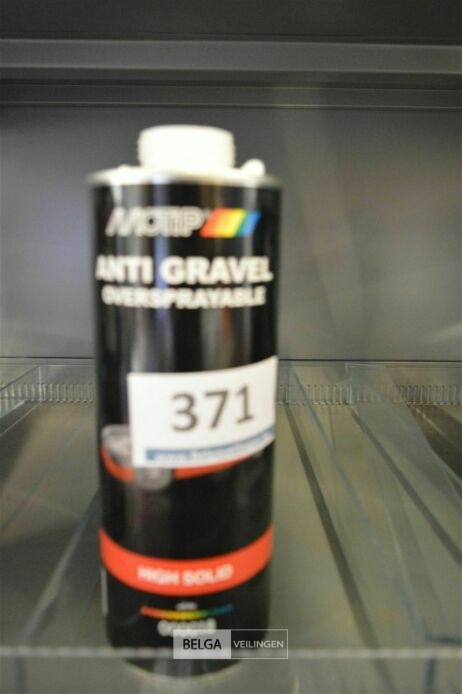 MOTIP
ANTI GRAVEL
OVERSPRAYABLE
371
HIGH SOLID
BELGA VEILINGEN